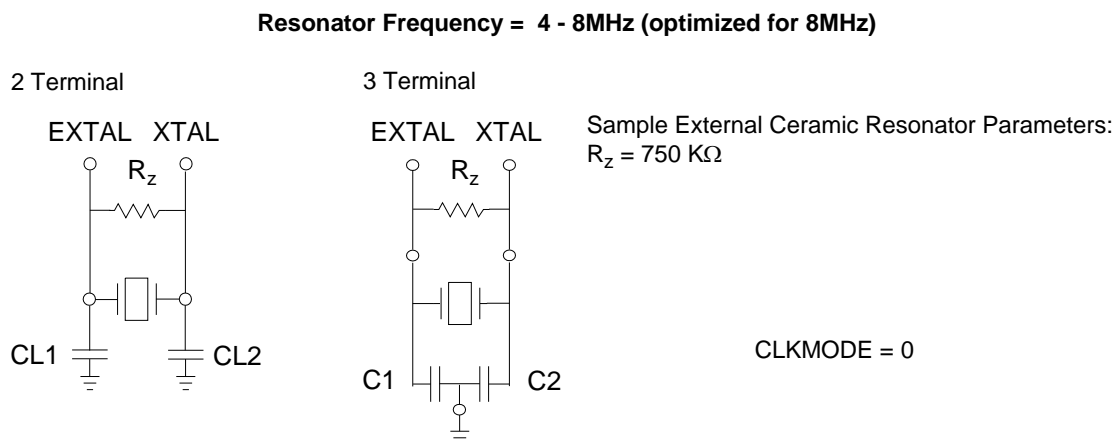 Resonator Frequency = 4 - 8MHz (optimized for 8MHz)
2 Terminal
EXTAL XTAL
Rz
CL1
CL2
3 Terminal
EXTAL XTAL
Rz
C1
C2
Sample External Ceramic Resonator Parameters:
Rz = 750 KΩ
CLKMODE = 0